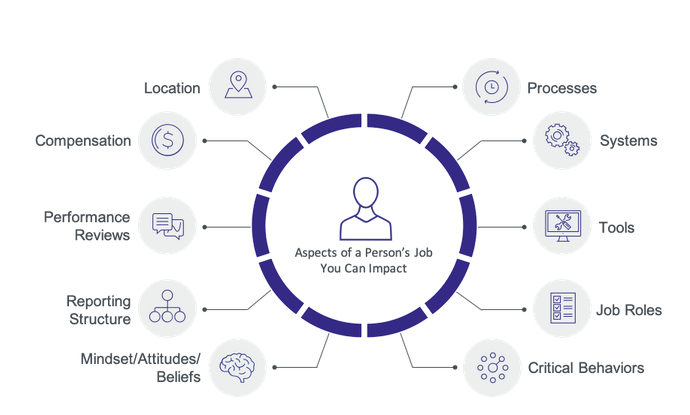 Location
Processes
Compensation
$
Systems
Performance
Reviews
Tools
Aspects of a Person's Job
You Can Impact
Reporting
Structure
Job Roles
Mindset/Attitudes/
Beliefs
Critical Behaviors